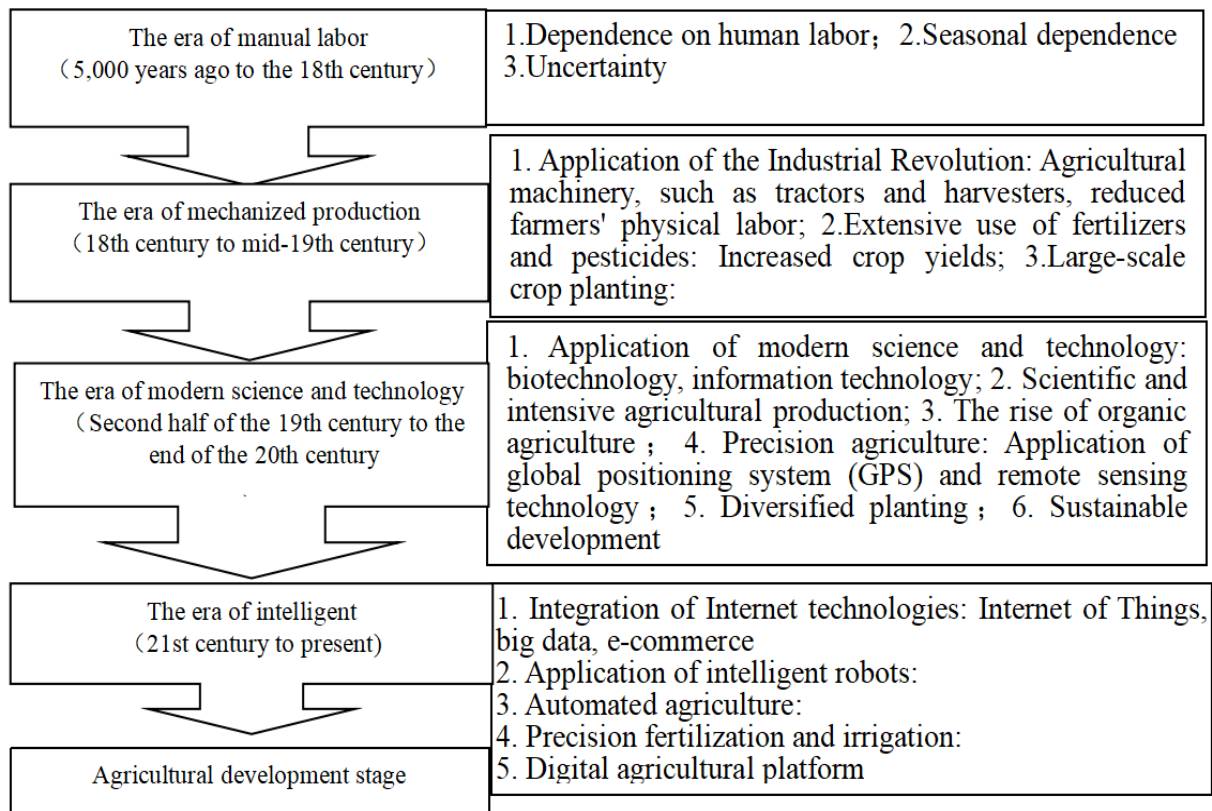 The era of manual labor
（5,000 years ago to the 18th century）
1.Dependence on human labor；2.Seasonal dependence
3.Uncertainty
The era of mechanized production
（18th century to mid-19th century）
1. Application of the Industrial Revolution: Agricultural
machinery, such as tractors and harvesters, reduced
farmers' physical labor; 2.Extensive use of fertilizers
and pesticides: Increased crop yields; 3.Large-scale
crop planting:
The era of modern science and technology
（Second half of the 19th century to the
end of the 20th century
.
1. Application of modern science and technology:
biotechnology, information technology; 2. Scientific and
intensive agricultural production; 3. The rise of organic
agriculture； 4. Precision agriculture: Application of
global positioning system (GPS) and remote sensing
technology； 5. Diversified planting； 6. Sustainable
development
The era of intelligent
（21st century to present)
1. Integration of Internet technologies: Internet of Things,
big data, e-commerce
2. Application of intelligent robots:
3. Automated agriculture:
4. Precision fertilization and irrigation:
5. Digital agricultural platform
Agricultural development stage